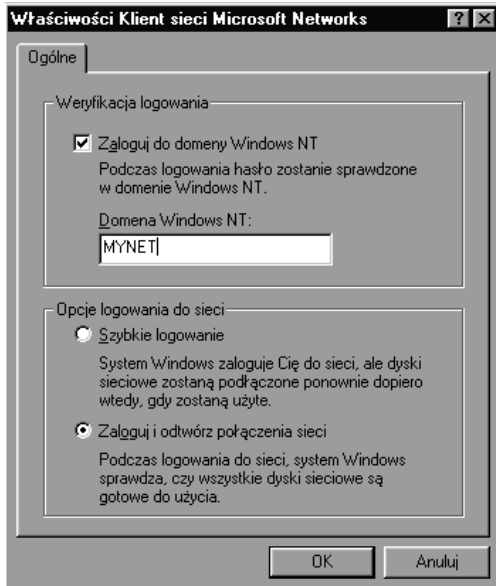 Właściwości Klient sieci Microsoft Networks
Ogólne
Weryfikacja logowania
Zaloguj do domeny Windows NT
Podczas logowania hasło zostanie sprawdzone
w domenie Windows NT.
Domena Windows NT:
MYNET
Opcje logowania do sieci
Szybkie logowanie
System Windows zaloguje Cię do sieci, ale dyski
sieciowe zostaną podłączone ponownie dopiero
wtedy, gdy zostaną użyte.
Zaloguj i odtwórz połączenia sieci
Podczas logowania do sieci, system Windows
sprawdza, czy wszystkie dyski sieciowe są
gotowe do użycia.
OK Anuluj